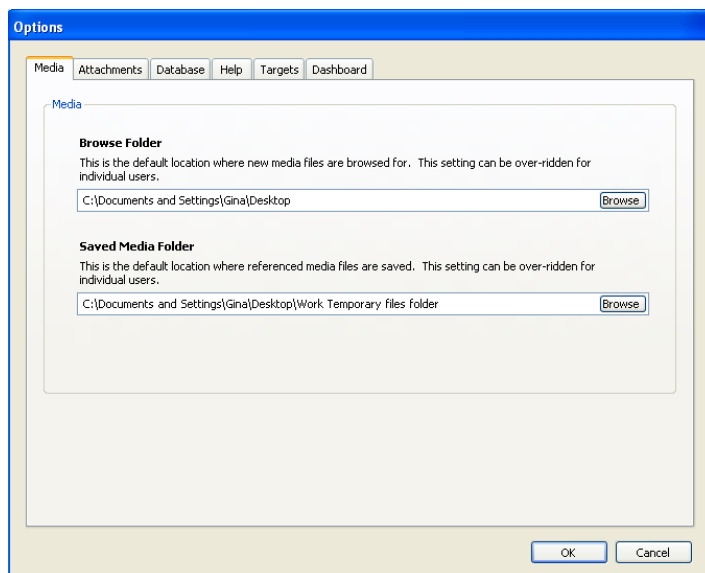 Options
Media Attachments Database Help Targets Dashboard
Media
Browse Folder
This is the default location where new media files are browsed for. This setting can be over-ridden for
individual users.
C:\Documents and Settings\Gina\Desktop Browse
Saved Media Folder
This is the default location where referenced media files are saved. This setting can be over-ridden for
individual users.
C:\Documents and Settings\Gina\Desktop\Work Temporary files folder Browse
OK Cancel